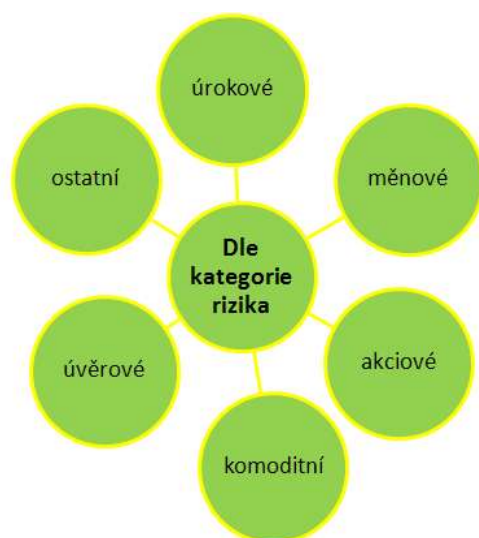 úrokové
ostatní
měnové
Dle
kategorie
rizika
úvěrové
akciové
komoditní